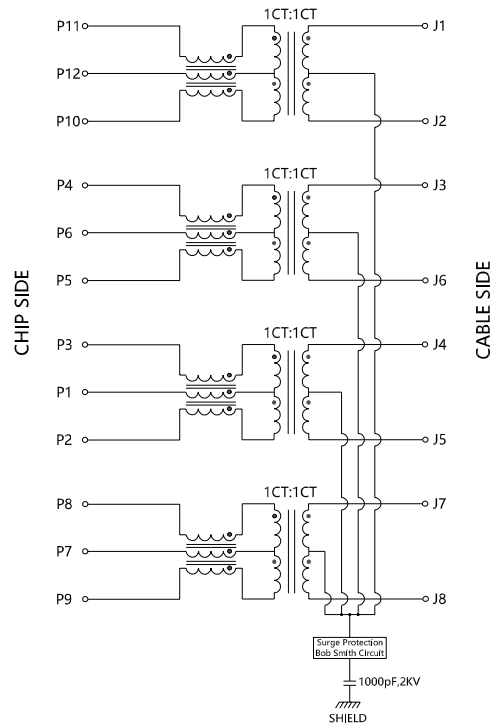 1CT:1CT
P11 J1
P12
P10 J2
1CT:1CT
P4 J3
P6
P5 J6
CHIP SIDE
CABLE SIDE
1CT:1CT
P3 J4
P1
P2 J5
1CT:1CT
P8 J7
P7
P9 J8
Surge Protection
Bob Smith Circuit
1000pF,2KV
SHIELD